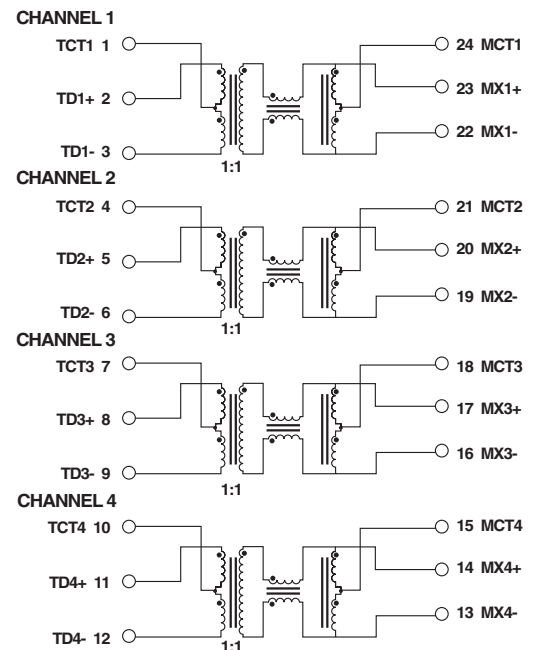 CHANNEL 1
TCT1 1
24 MCT1
TD1+ 2
23 MX1+
22 MX1-
TD1- 3
1:1
CHANNEL 2
TCT2 4
21 MCT2
TD2+ 5
20 MX2+
19 MX2-
TD2- 6
1:1
CHANNEL 3
TCT3 7
18 MCT3
TD3+ 8
17 MX3+
16 MX3-
TD3- 9
1:1
CHANNEL 4
TCT4 10
15 MCT4
TD4+ 11
14 MX4+
13 MX4-
TD4- 12
1:1